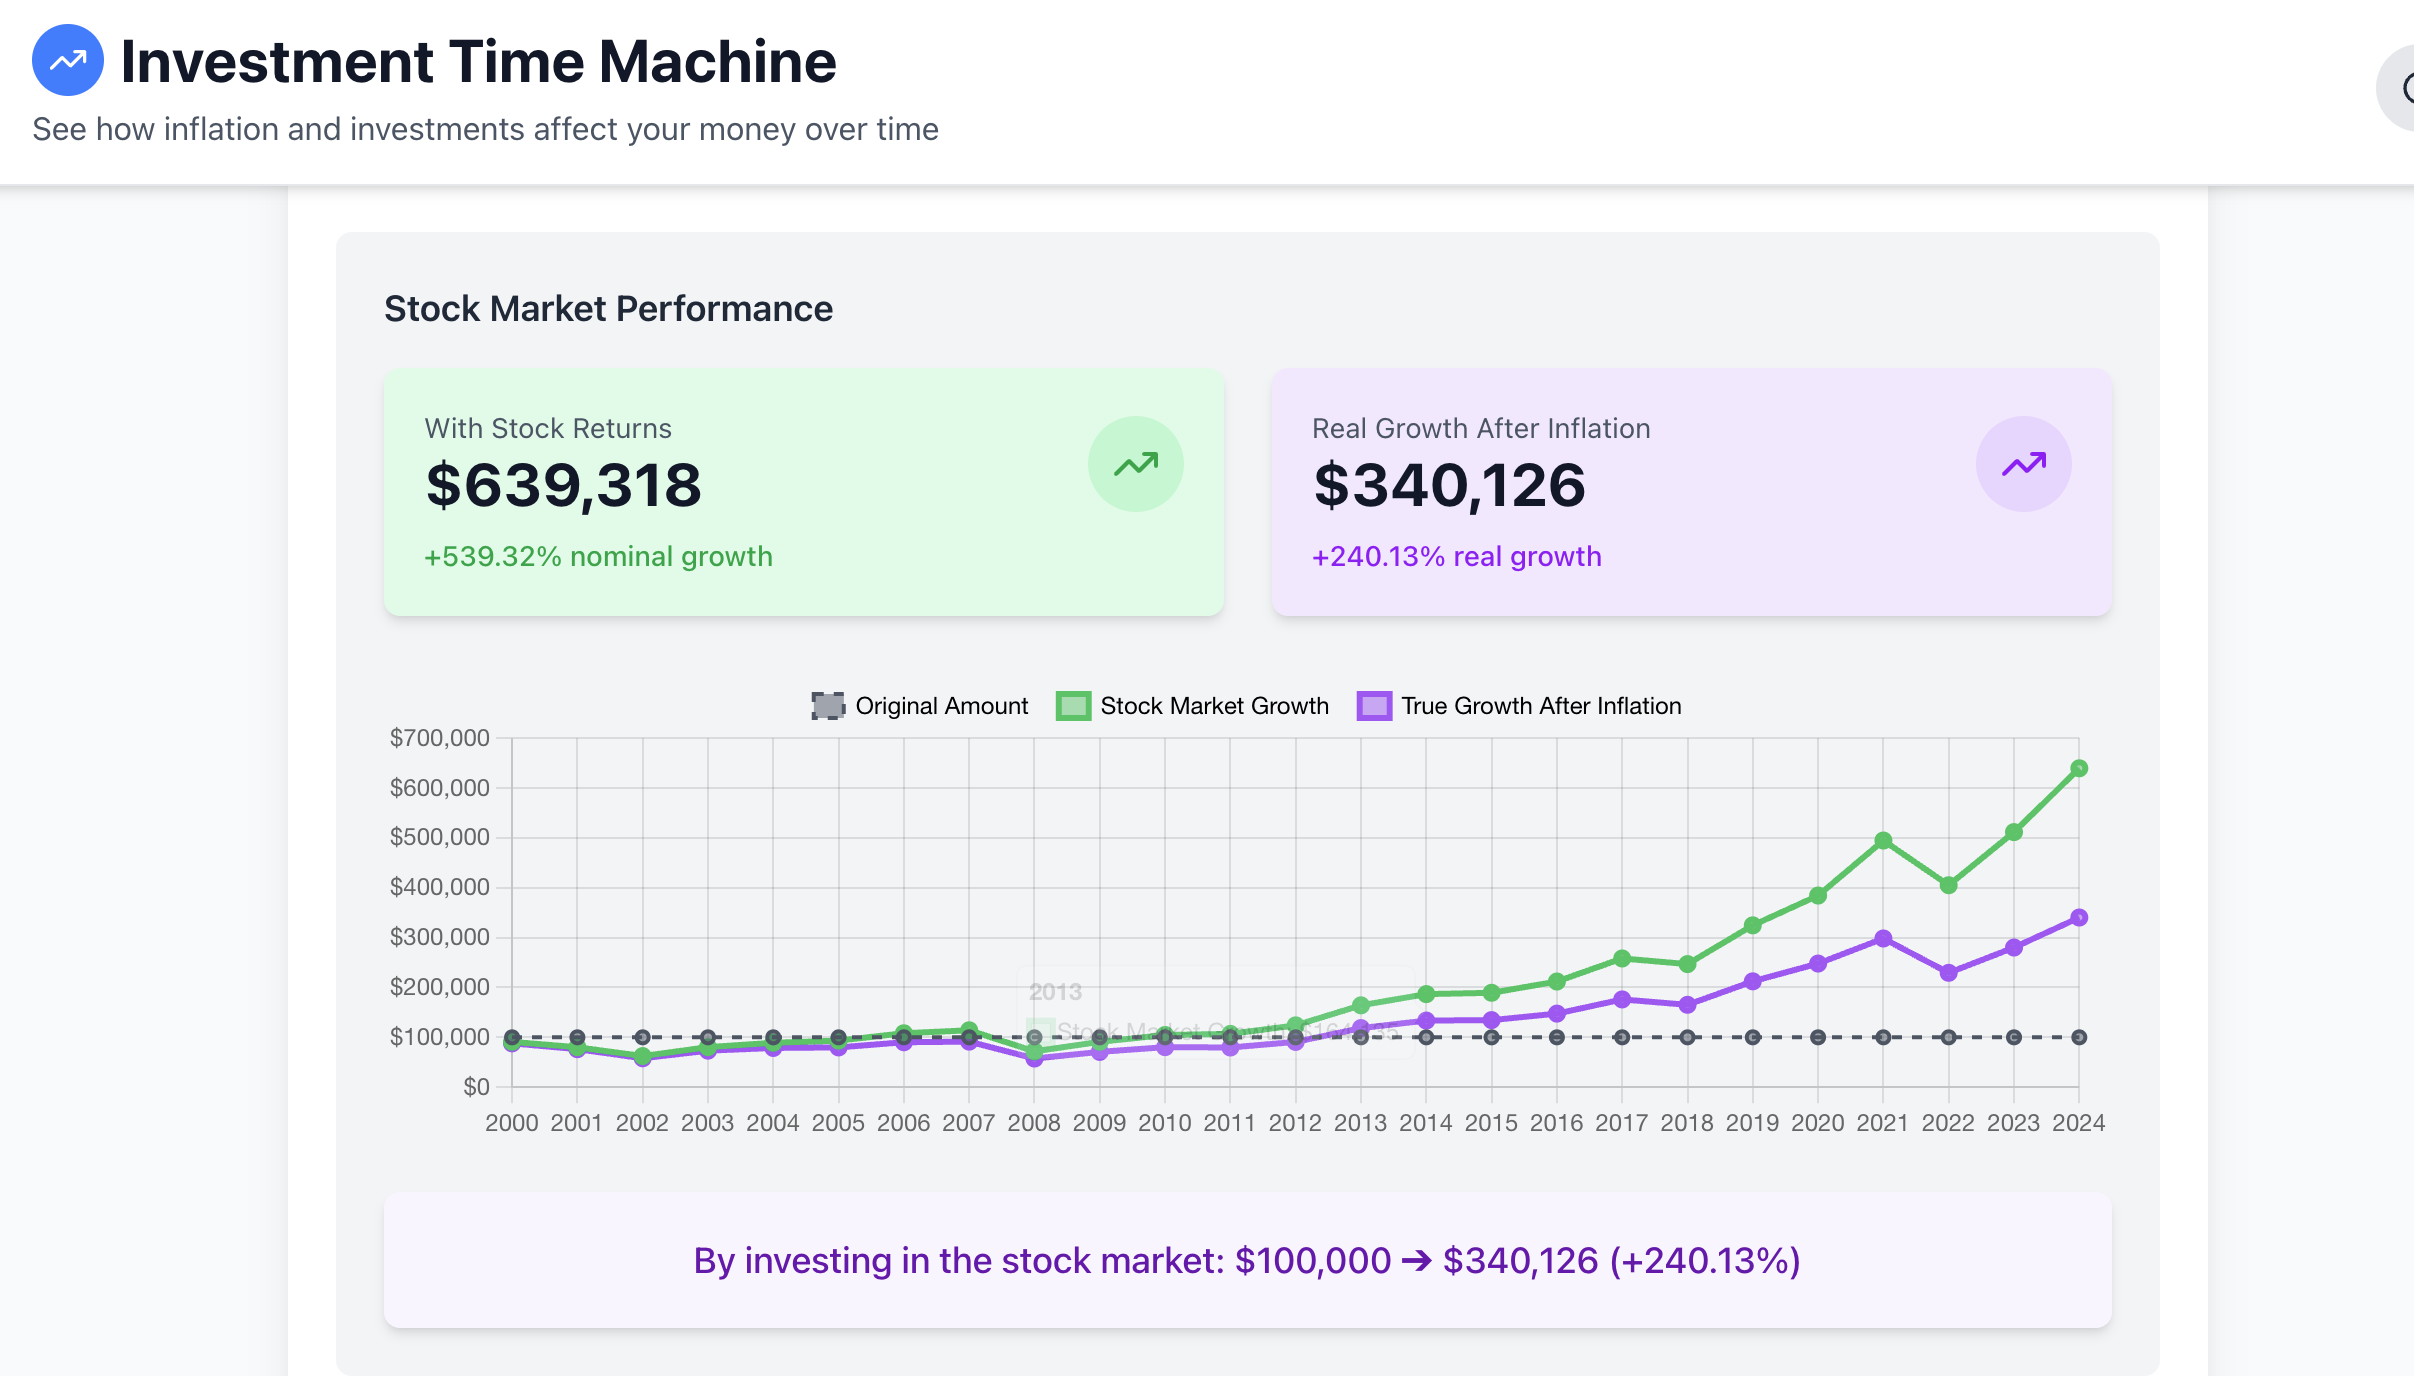 Investment Time Machine
See how inflation and investments affect your money over time
Stock Market Performance
With Stock Returns
$639,318
+539.32% nominal growth
Real Growth After Inflation
$340,126
+240.13% real growth
Original Amount Stock Market Growth True Growth After Inflation
$700,000
$600,000
$500,000
$400,000
$300,000
$200,000
$100,000
$0
2013
Stock Market Growth: $164,135
2000 2001 2002 2003 2004 2005 2006 2007 2008 2009 2010 2011 2012 2013 2014 2015 2016 2017 2018 2019 2020 2021 2022 2023 2024
By investing in the stock market: $100,000 ➔ $340,126 (+240.13%)